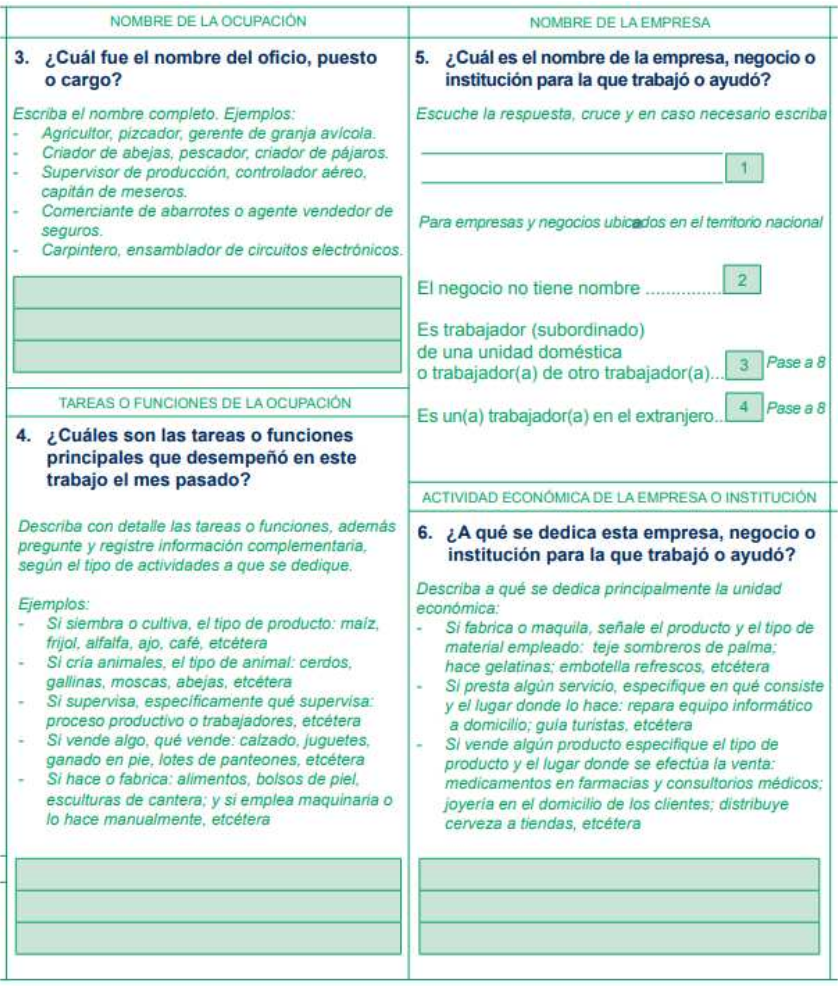 NOMBRE DE LA OCUPACIÓN
3. ¿Cuál fue el nombre del oficio, puesto
o cargo?
Escriba el nombre completo. Ejemplos:
- Agricultor, pizcador, gerente de granja avícola.
- Criador de abejas, pescador, criador de pájaros.
- Supervisor de producción, controlador aéreo,
capitán de meseros.
- Comerciante de abarrotes o agente vendedor de
seguros.
- Carpintero, ensamblador de circuitos electrónicos.
TAREAS O FUNCIONES DE LA OCUPACIÓN
4. ¿Cuáles son las tareas o funciones
principales que desempeñó en este
trabajo el mes pasado?
Describa con detalle las tareas o funciones, además
pregunte y registre información complementaria,
según el tipo de actividades a que se dedique.
Ejemplos:
- Si siembra o cultiva, el tipo de producto: maíz,
frijol, alfalfa, ajo, café, etcétera
- Si cría animales, el tipo de animal: cerdos,
gallinas, moscas, abejas, etcétera
- Si supervisa, específicamente qué supervisa:
proceso productivo o trabajadores, etcétera
- Si vende algo, qué vende: calzado, juguetes,
ganado en pie, lotes de panteones, etcétera
- Si hace o fabrica: alimentos, bolsos de piel,
esculturas de cantera; y si emplea maquinaria o
lo hace manualmente, etcétera
NOMBRE DE LA EMPRESA
5. ¿Cuál es el nombre de la empresa, negocio o
institución para la que trabajó o ayudó?
Escuche la respuesta, cruce y en caso necesario escriba
1
Para empresas y negocios ubicados en el territorio nacional
El negocio no tiene nombre ............... 2
Es trabajador (subordinado)
de una unidad doméstica
o trabajador(a) de otro trabajador(a)... 3 Pase a 8
Es un(a) trabajador(a) en el extranjero.. 4 Pase a 8
ACTIVIDAD ECONÓMICA DE LA EMPRESA O INSTITUCIÓN
6. ¿A qué se dedica esta empresa, negocio o
institución para la que trabajó o ayudó?
Describa a qué se dedica principalmente la unidad
económica:
- Si fabrica o maquila, señale el producto y el tipo de
material empleado: teje sombreros de palma;
hace gelatinas; embotella refrescos, etcétera
- Si presta algún servicio, especifique en qué consiste
y el lugar donde lo hace: repara equipo informático
a domicilio; guía turistas, etcétera
- Si vende algún producto especifique el tipo de
producto y el lugar donde se efectúa la venta:
medicamentos en farmacias y consultorios médicos;
joyería en el domicilio de los clientes; distribuye
cerveza a tiendas, etcétera